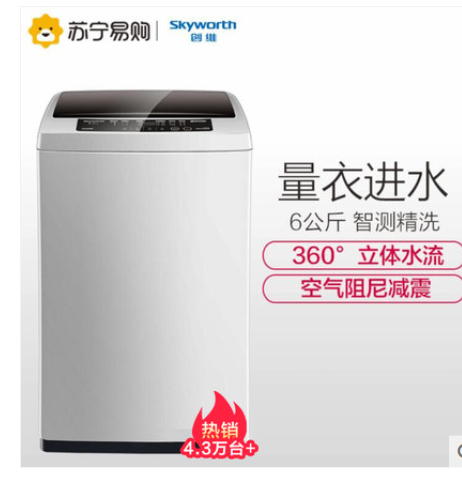 苏宁易购
Skyworth
创维
量衣进水
6公斤 智测精洗
360° 立体水流
空气阻尼减震
热销
4.3万台+